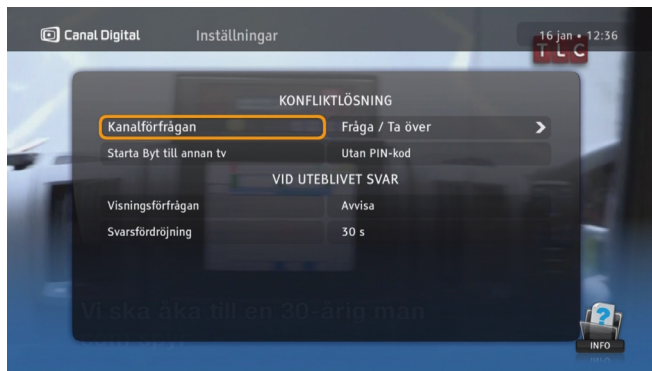 Canal Digital
Inställningar
16 jan • 12:36
TLC
KONFLIKTLÖSNING
Kanalförfrågan
Fråga / Ta över
Starta Byt till annan tv
Utan PIN-kod
VID UTEBLIVET SVAR
Visningsförfrågan
Avvisa
Svarsfördröjning
30 s
Vi ska åka till en 30-årig man
INFO